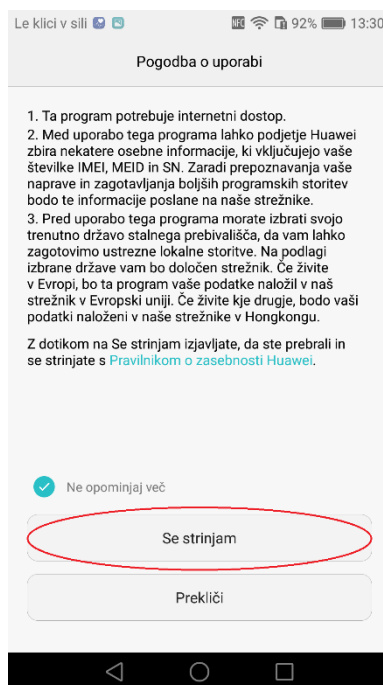 Le klici v sili 92% 13:30
Pogodba o uporabi
1. Ta program potrebuje internetni dostop.
2. Med uporabo tega programa lahko podjetje Huawei
zbira nekatere osebne informacije, ki vključujejo vaše
številke IMEI, MEID in SN. Zaradi prepoznavanja vaše
naprave in zagotavljanja boljših programskih storitev
bodo te informacije poslane na naše strežnike.
3. Pred uporabo tega programa morate izbrati svojo
trenutno državo stalnega prebivališča, da vam lahko
zagotovimo ustrezne lokalne storitve. Na podlagi
izbrane države vam bo določen strežnik. Če živite
v Evropi, bo ta program vaše podatke naložil v naš
strežnik v Evropski uniji. Če živite kje drugje, bodo vaši
podatki naloženi v naše strežnike v Hongkongu.
Z dotikom na Se strinjam izjavljate, da ste prebrali in
se strinjate s Pravilnikom o zasebnosti Huawei.
Ne opominjaj več
Se strinjam
Prekliči